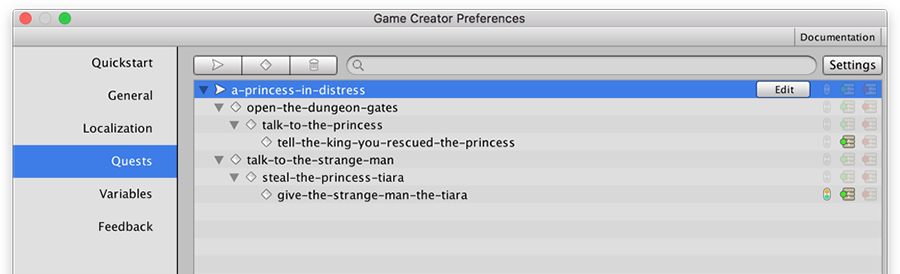 Game Creator Preferences
Documentation
Quickstart
General
Localization
Quests
Variables
Feedback
Settings
a-princess-in-distress
Edit
open-the-dungeon-gates
talk-to-the-princess
tell-the-king-you-rescued-the-princess
talk-to-the-strange-man
steal-the-princess-tiara
give-the-strange-man-the-tiara